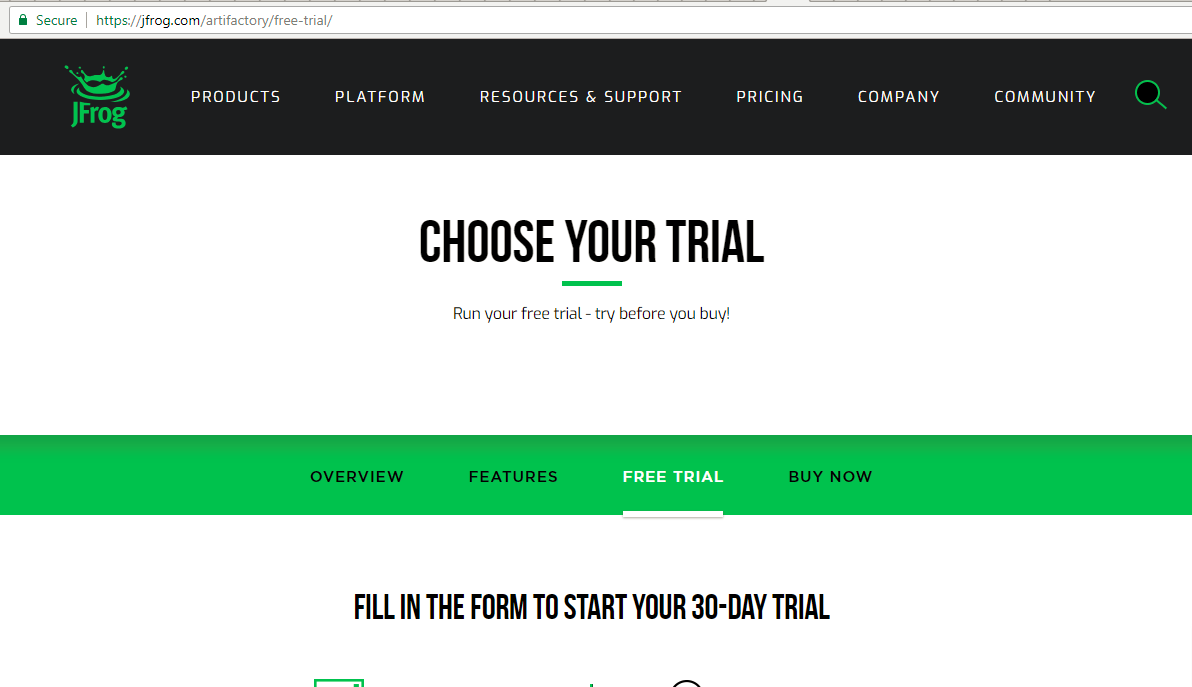 Secure | https://jfrog.com/artifactory/free-trial/
JFrog
PRODUCTS PLATFORM RESOURCES & SUPPORT PRICING COMPANY COMMUNITY
CHOOSE YOUR TRIAL
Run your free trial - try before you buy!
OVERVIEW FEATURES FREE TRIAL BUY NOW
FILL IN THE FORM TO START YOUR 30-DAY TRIAL